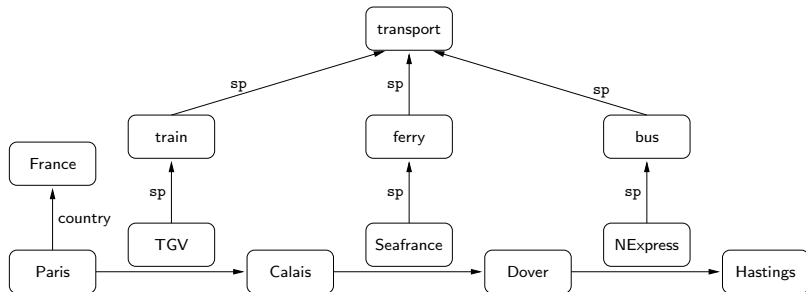 transport
sp
sp
sp
train
ferry
bus
France
sp
sp
sp
country
TGV
Seafrance
NExpress
Paris
Calais
Dover
Hastings